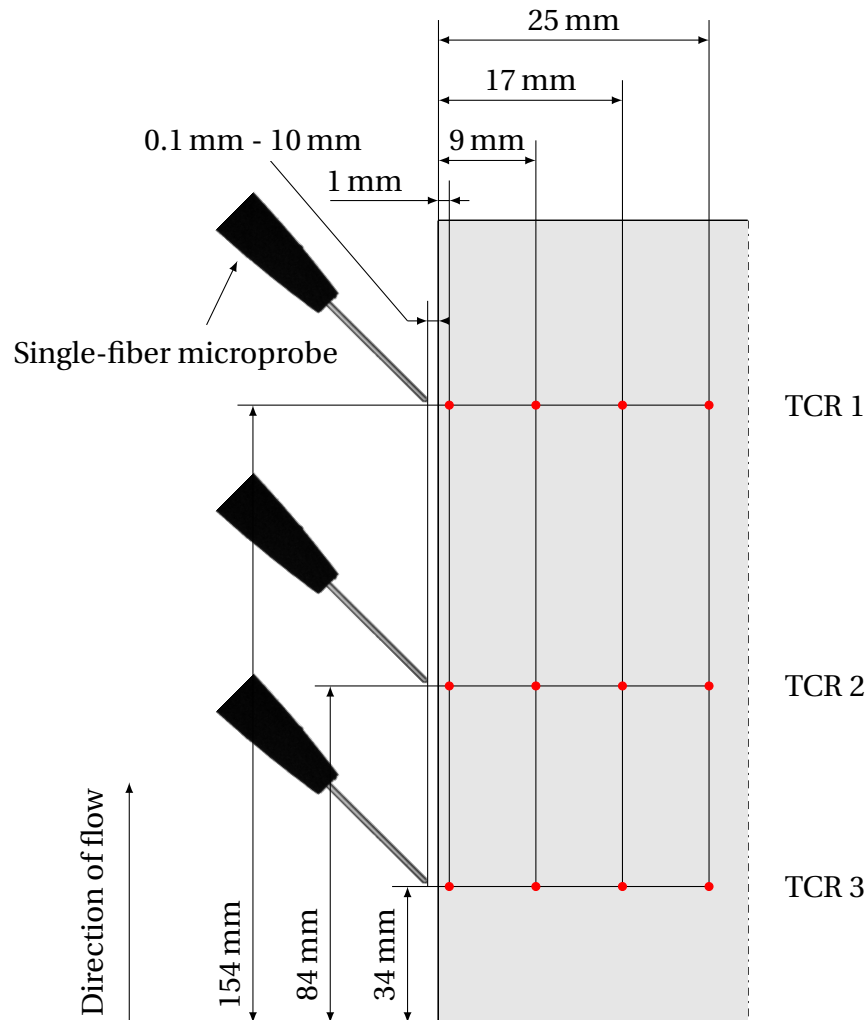 25 mm
17 mm
0.1 mm - 10 mm
9 mm
1 mm
Single-fiber microprobe
TCR 1
TCR 2
TCR 3
Direction of flow
154 mm
84 mm
34 mm